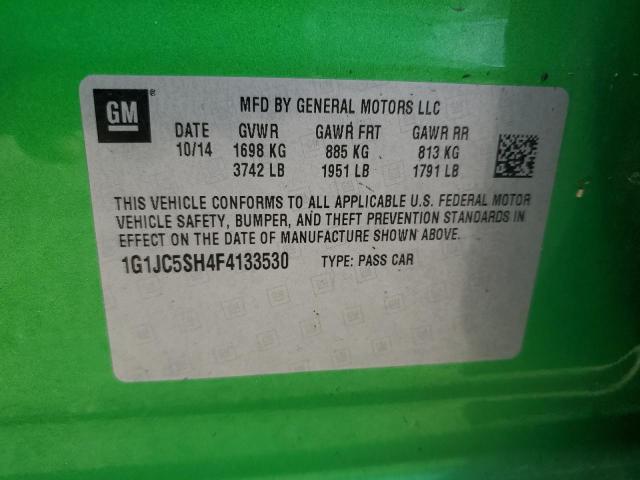 GM ®
MFD BY GENERAL MOTORS LLC
DATE GVWR GAWR FRT GAWR RR
10/14 1698 KG 885 KG 813 KG
3742 LB 1951 LB 1791 LB
THIS VEHICLE CONFORMS TO ALL APPLICABLE U.S. FEDERAL MOTOR
VEHICLE SAFETY, BUMPER, AND THEFT PREVENTION STANDARDS IN
EFFECT ON THE DATE OF MANUFACTURE SHOWN ABOVE.
1G1JC5SH4F4133530 TYPE: PASS CAR